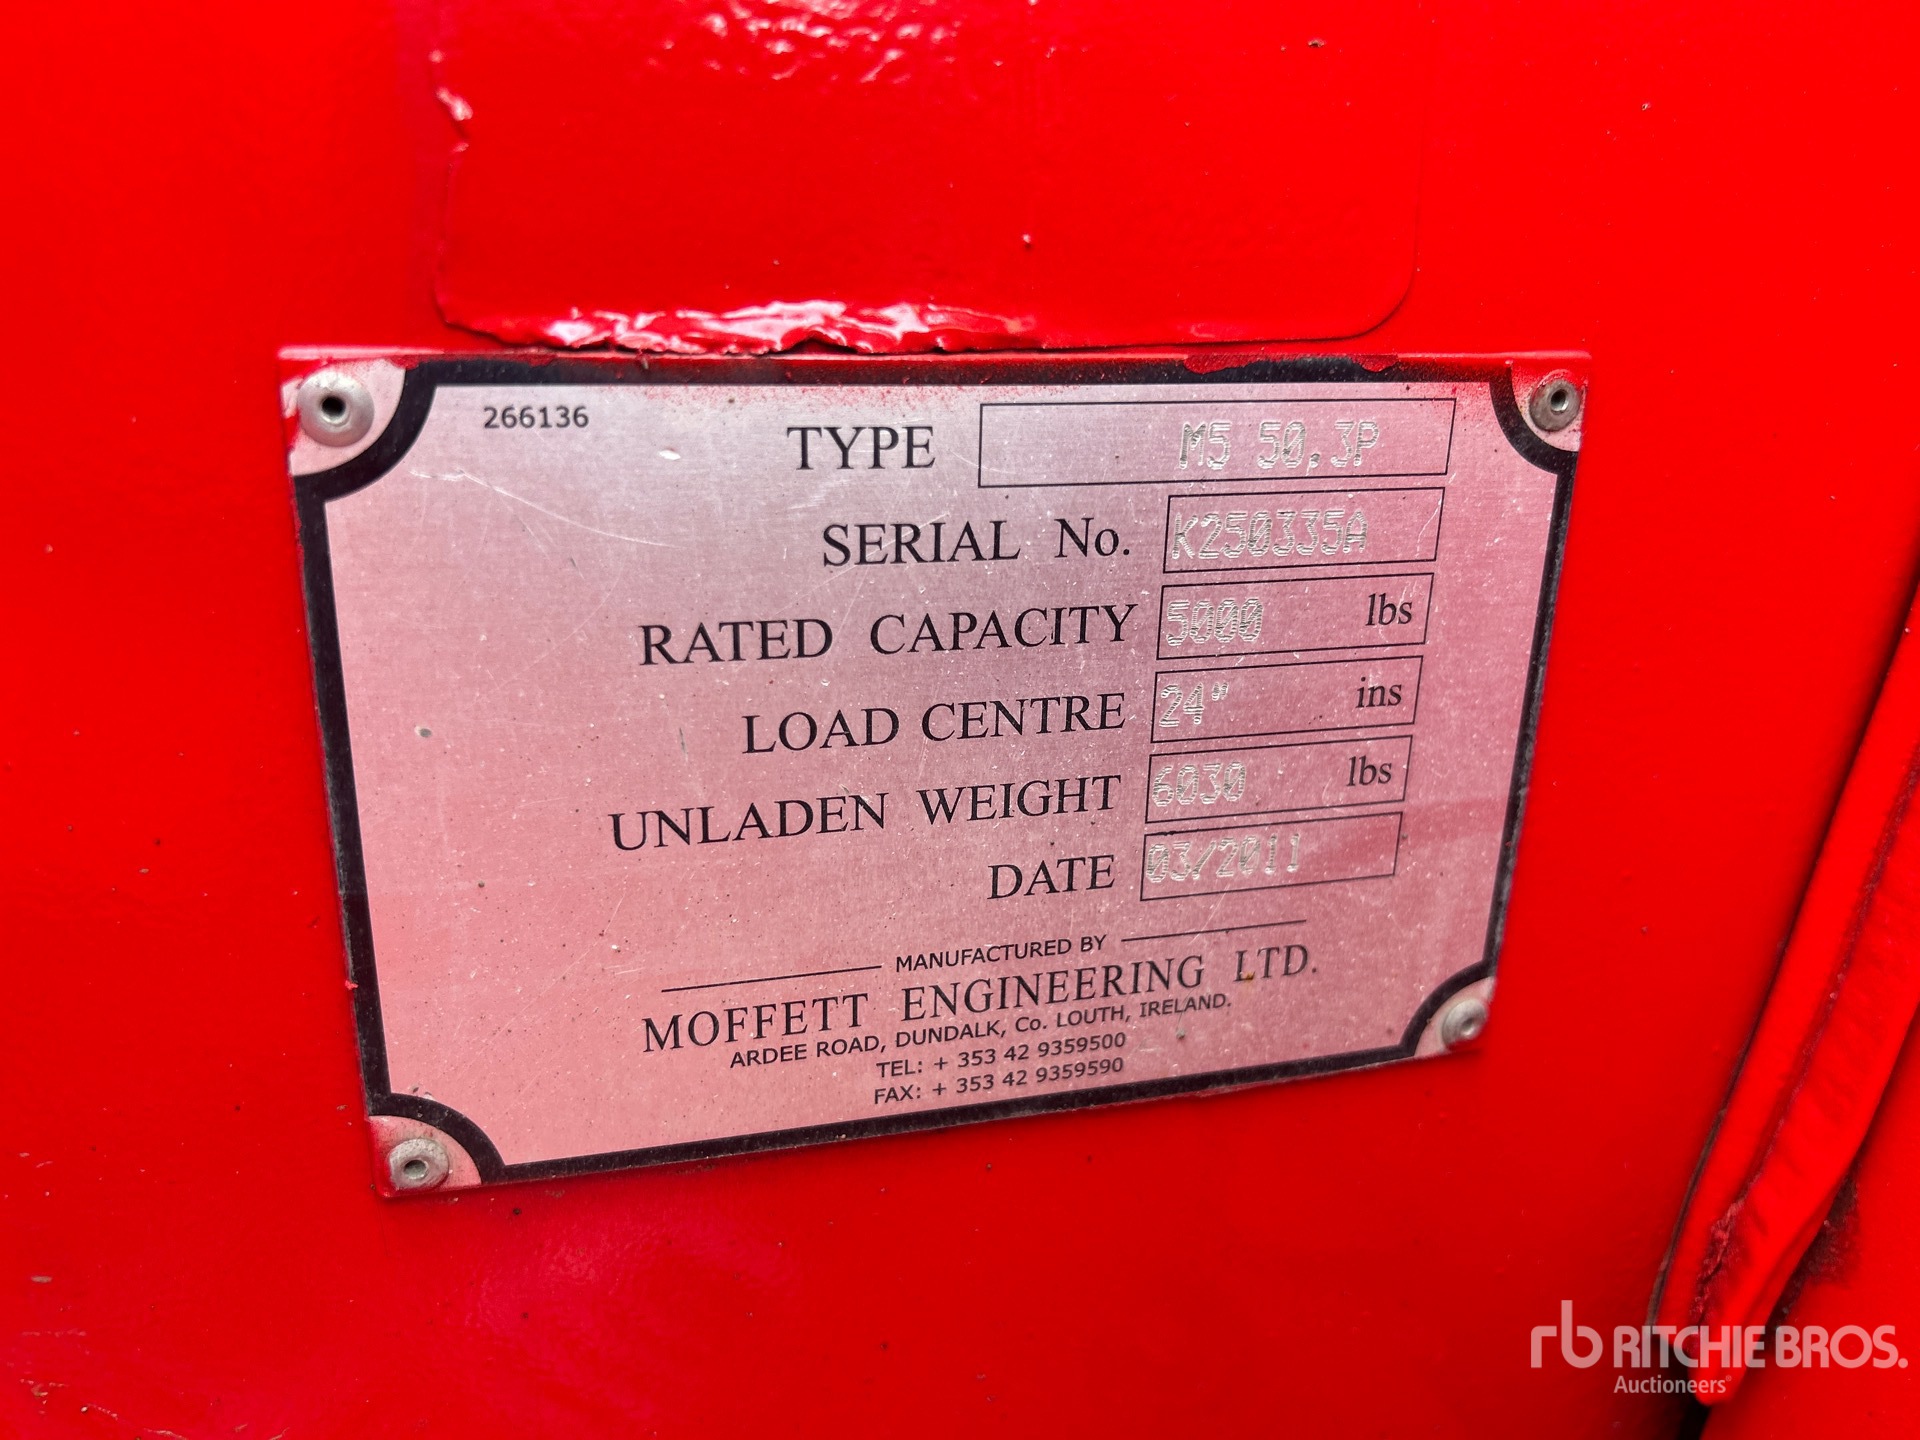 266136
TYPE M5 50.3P
SERIAL No. K250335A
RATED CAPACITY 5000 lbs
LOAD CENTRE 24" ins
UNLADEN WEIGHT 6030 lbs
DATE 03/2011
MANUFACTURED BY
MOFFETT ENGINEERING LTD.
ARDEE ROAD, DUNDALK, Co. LOUTH, IRELAND.
TEL: + 353 42 9359500
FAX: + 353 42 9359590
rb RITCHIE BROS.
Auctioneers